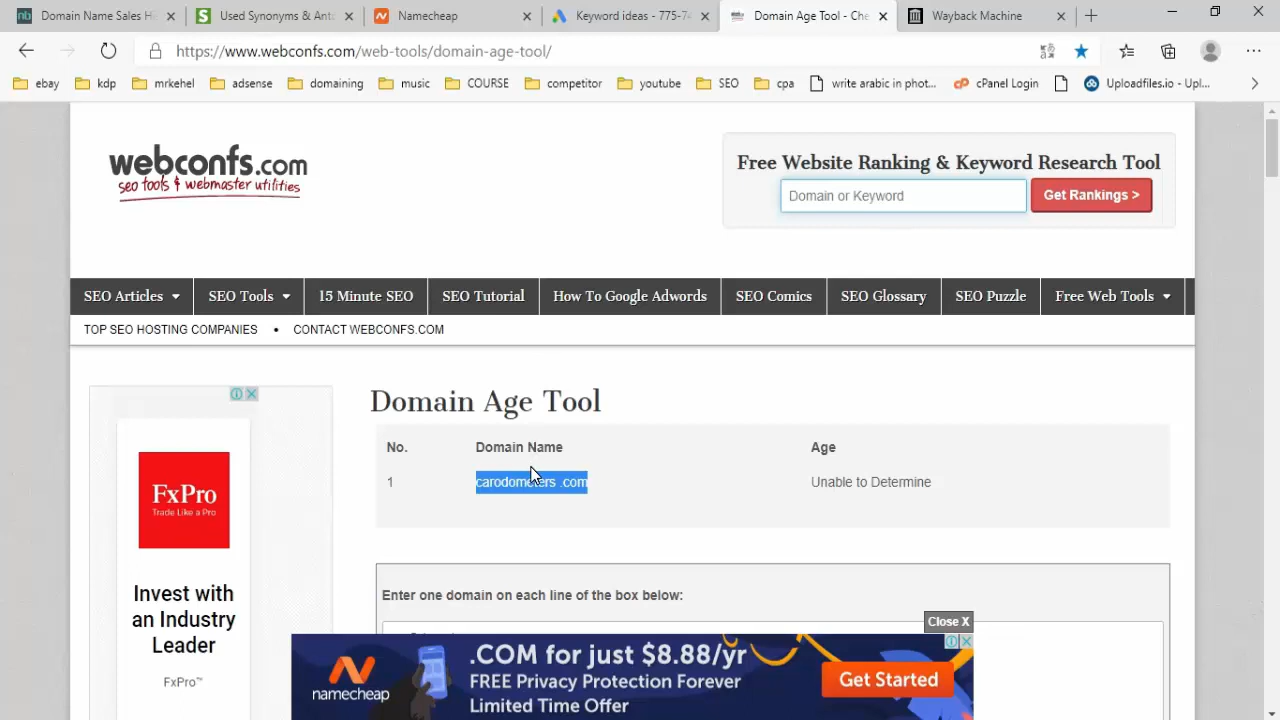 Domain Name Sales H
Used Synonyms & Ant
Namecheap
Keyword ideas - 775-74
Domain Age Tool - Che
Wayback Machine
https://www.webconfs.com/web-tools/domain-age-tool/
ebay
kdp
mrkehel
adsense
domaining
music
COURSE
competitor
youtube
SEO
cpa
write arabic in phot...
cPanel Login
Uploadfiles.io - Upl...
webconfs.com
seo tools & webmaster utilities
Free Website Ranking & Keyword Research Tool
Domain or Keyword
Get Rankings >
SEO Articles
SEO Tools
15 Minute SEO
SEO Tutorial
How To Google Adwords
SEO Comics
SEO Glossary
SEO Puzzle
Free Web Tools
TOP SEO HOSTING COMPANIES • CONTACT WEBCONFS.COM
Domain Age Tool
No. Domain Name Age
1 carodometers .com Unable to Determine
FxPro
Trade Like a Pro
Invest with
an Industry
Leader
FxPro™
Enter one domain on each line of the box below:
Close X
namecheap
.COM for just $8.88/yr
FREE Privacy Protection Forever
Limited Time Offer
Get Started